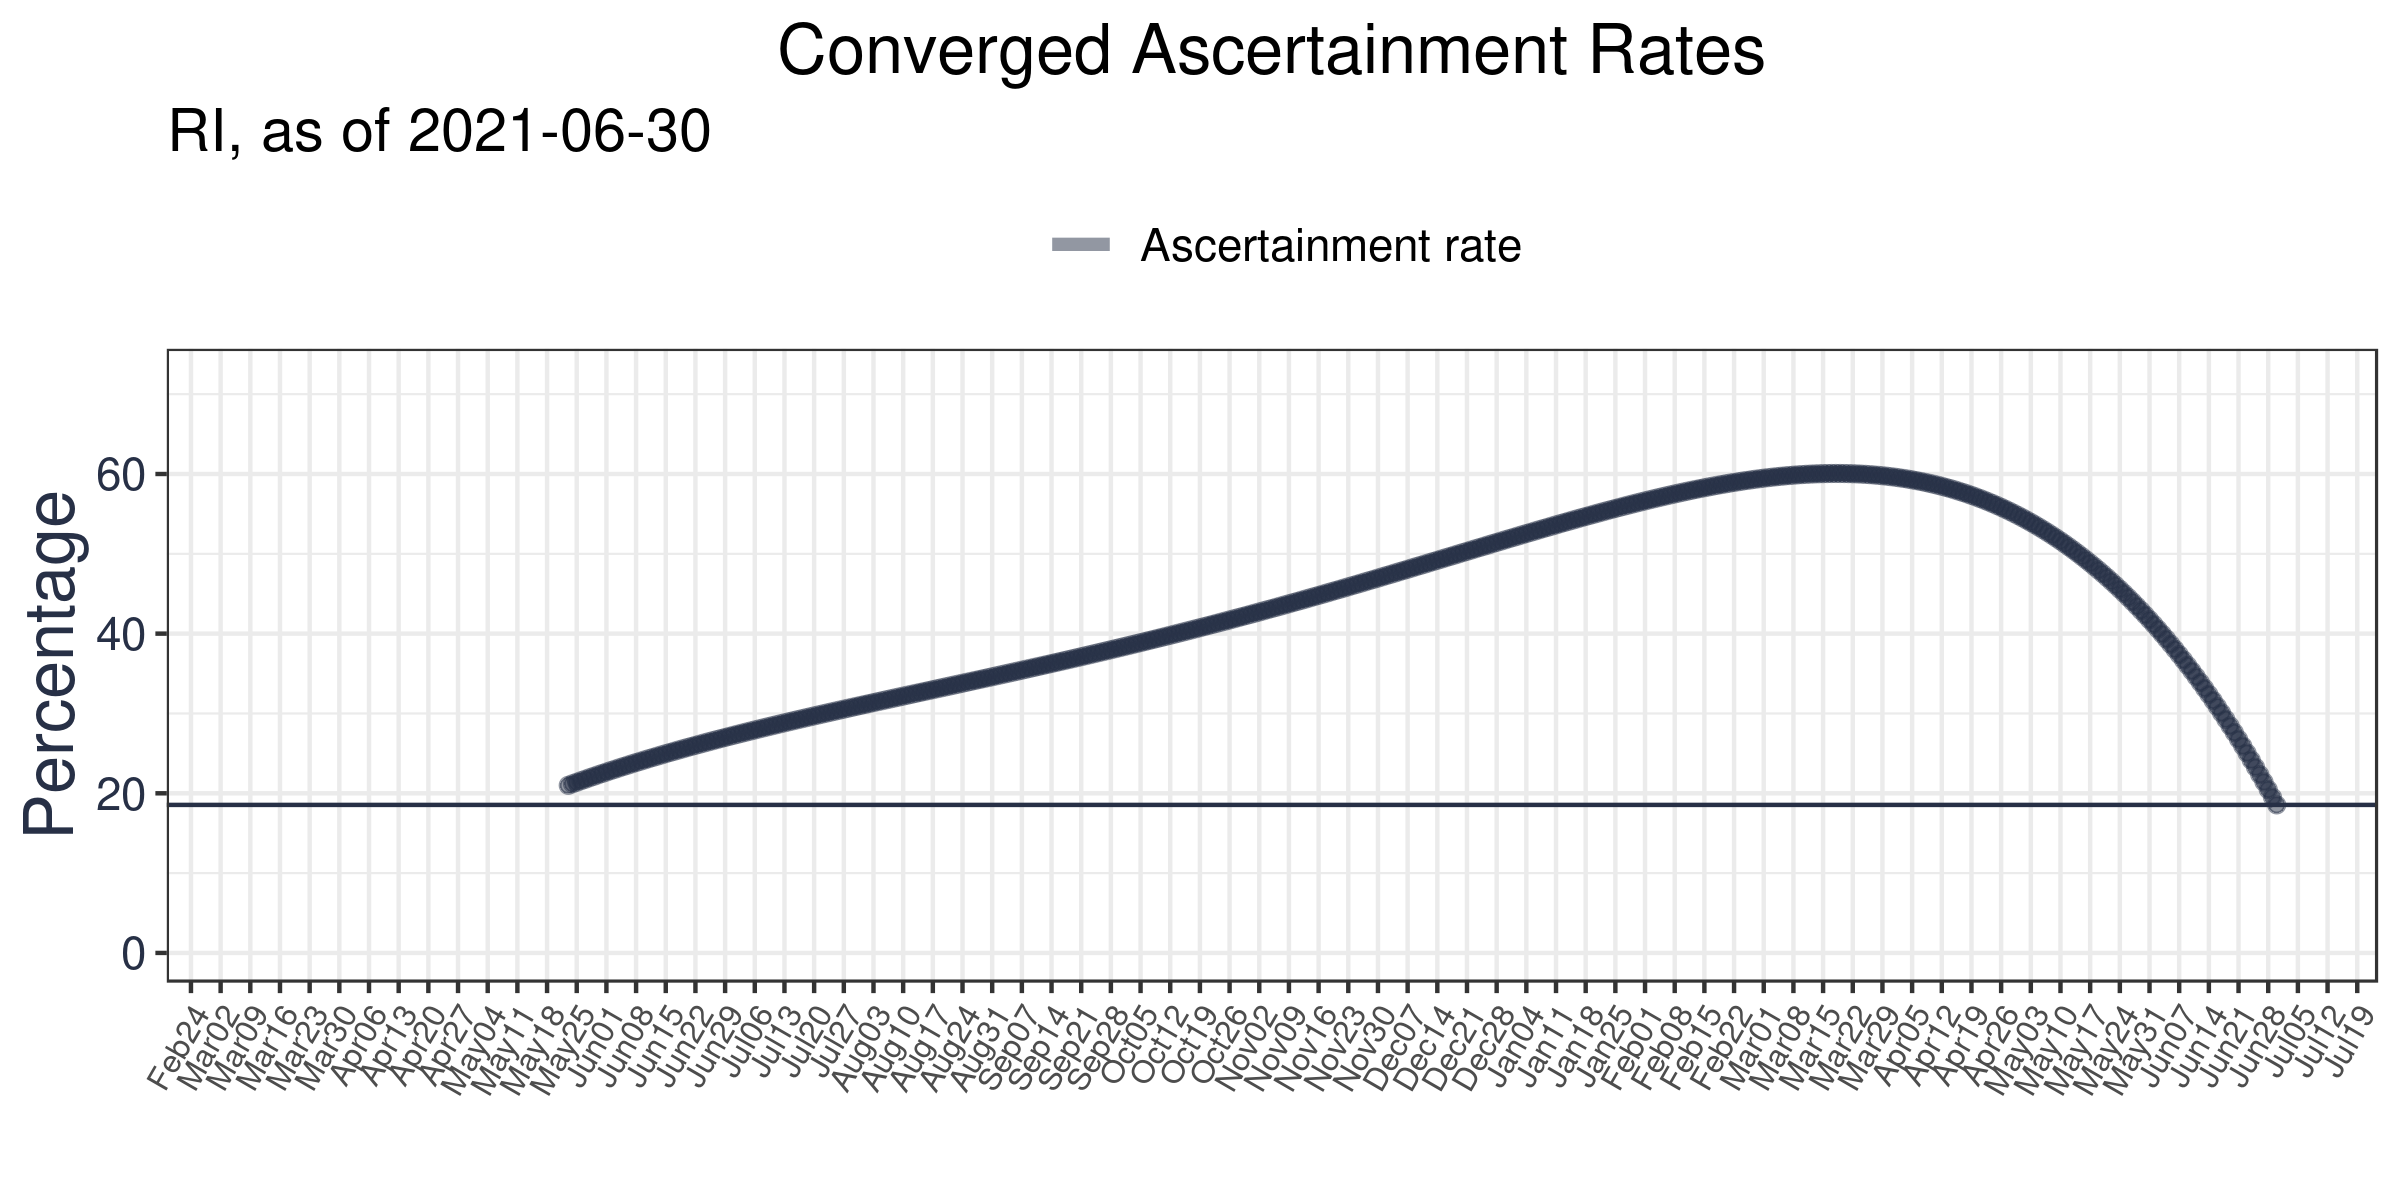 Converged Ascertainment Rates
RI, as of 2021-06-30
Ascertainment rate
Percentage
60
40
20
0
Feb24
Mar02
Mar09
Mar16
Mar23
Mar30
Apr06
Apr13
Apr20
Apr27
May04
May11
May18
May25
Jun01
Jun08
Jun15
Jun22
Jun29
Jul06
Jul13
Jul20
Jul27
Aug03
Aug10
Aug17
Aug24
Aug31
Sep07
Sep14
Sep21
Sep28
Oct05
Oct12
Oct19
Oct26
Nov02
Nov09
Nov16
Nov23
Nov30
Dec07
Dec14
Dec21
Dec28
Jan04
Jan11
Jan18
Jan25
Feb01
Feb08
Feb15
Feb22
Mar01
Mar08
Mar15
Mar22
Mar29
Apr05
Apr12
Apr19
Apr26
May03
May10
May17
May24
May31
Jun07
Jun14
Jun21
Jun28
Jul05
Jul12
Jul19